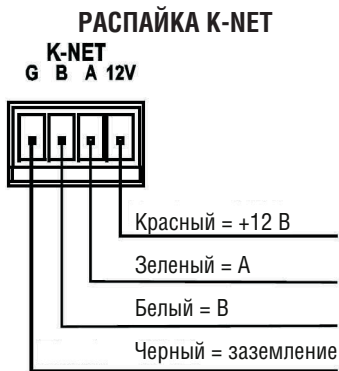 РАСПАЙКА K-NET
K-NET
G B A 12V
Красный = +12 В
Зеленый = A
Белый = B
Черный = заземление